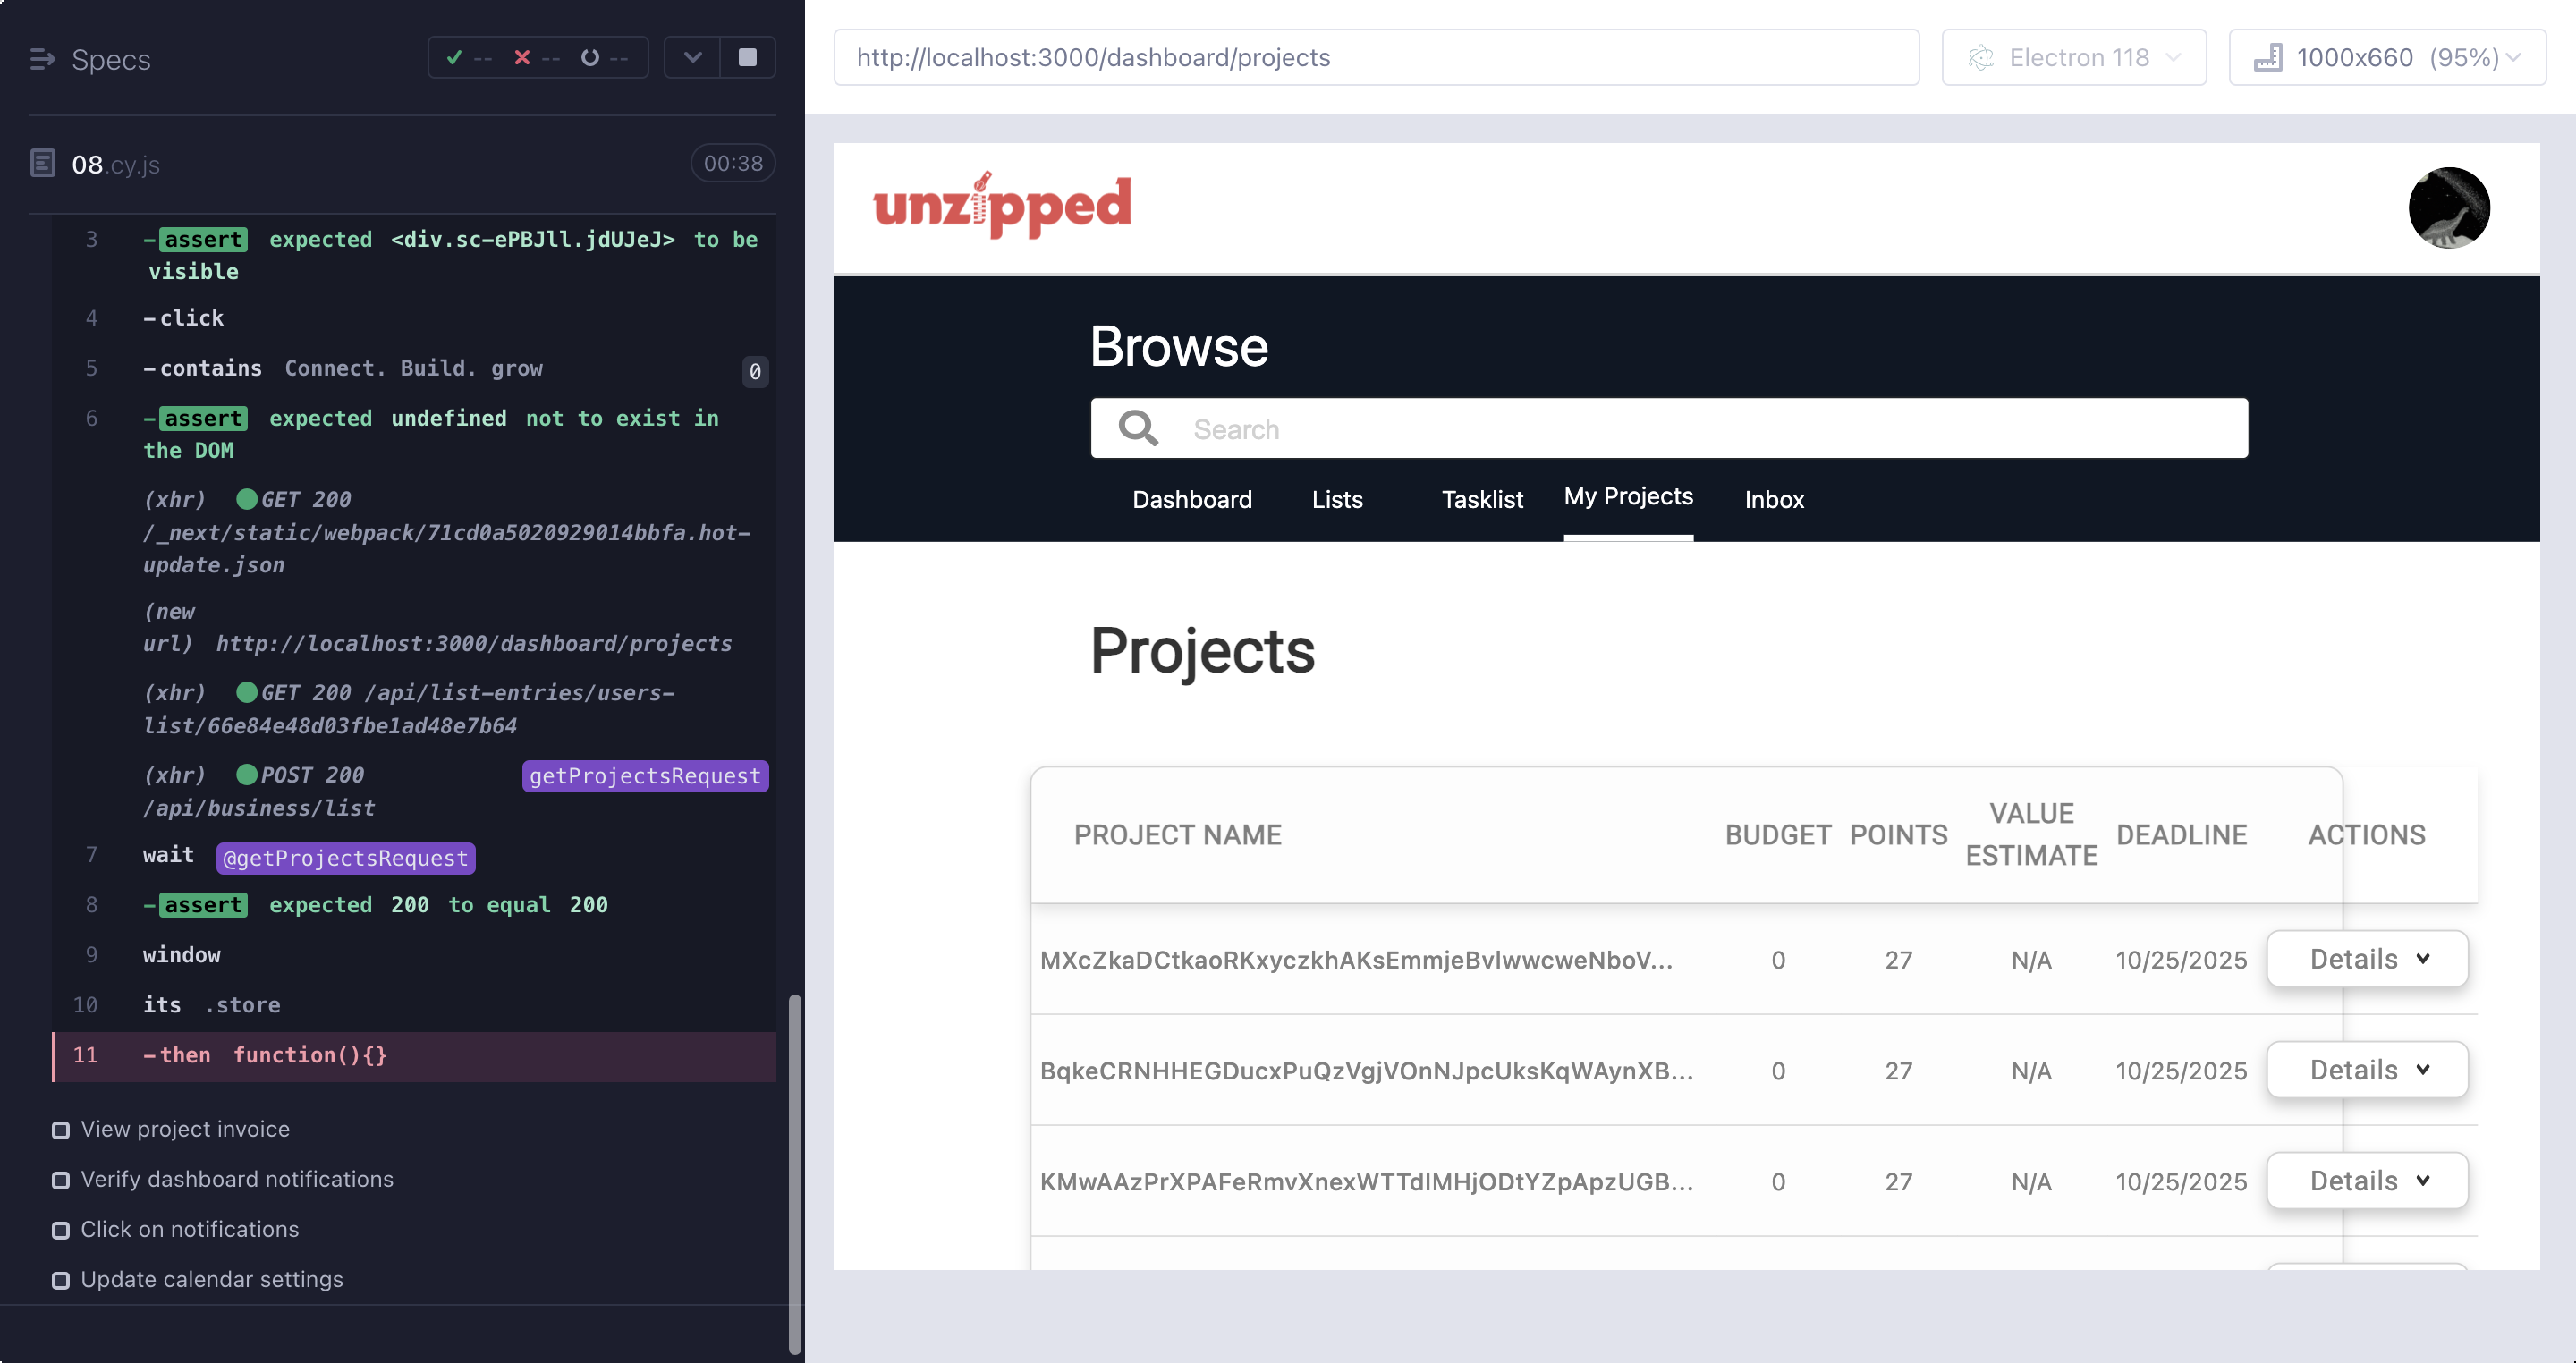 Specs
-- -- --
08.cy.js
00:38
3 -assert expected <div.sc-ePBJll.jdUJeJ> to be
visible
4 -click
5 -contains Connect. Build. grow 0
6 -assert expected undefined not to exist in
the DOM
(xhr) GET 200
/_next/static/webpack/71cd0a5020929014bbfa.hot-
update.json
(new
url) http://localhost:3000/dashboard/projects
(xhr) GET 200 /api/list-entries/users-
list/66e84e48d03fbe1ad48e7b64
(xhr) POST 200 getProjectsRequest
/api/business/list
7 wait @getProjectsRequest
8 -assert expected 200 to equal 200
9 window
10 its .store
11 -then function(){}
View project invoice
Verify dashboard notifications
Click on notifications
Update calendar settings
http://localhost:3000/dashboard/projects
Electron 118
1000x660 (95%)
unzipped
Browse
Search
Dashboard Lists Tasklist My Projects Inbox
Projects
PROJECT NAME BUDGET POINTS VALUE ESTIMATE DEADLINE ACTIONS
MXcZkaDCtkaoRKxyczkhAKsEmmjeBvlwwcweNboV... 0 27 N/A 10/25/2025 Details
BqkeCRNHHEGDucxPuQzVgjVOnNJpcUksKqWAynXB... 0 27 N/A 10/25/2025 Details
KMwAAzPrXPAFeRmvXnexWTTdlMHjODtYZpApzUGB... 0 27 N/A 10/25/2025 Details